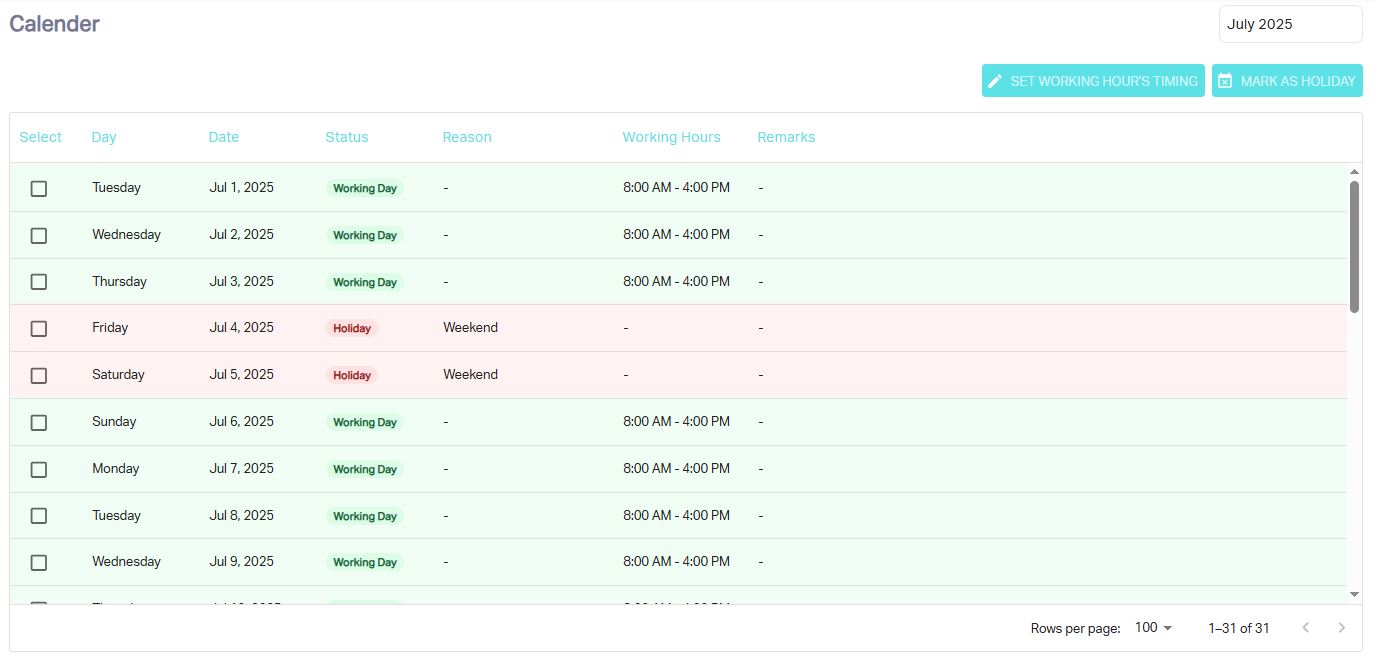 Calender
July 2025
SET WORKING HOUR'S TIMING MARK AS HOLIDAY
Select Day Date Status Reason Working Hours Remarks
Tuesday Jul 1, 2025 Working Day - 8:00 AM - 4:00 PM -
Wednesday Jul 2, 2025 Working Day - 8:00 AM - 4:00 PM -
Thursday Jul 3, 2025 Working Day - 8:00 AM - 4:00 PM -
Friday Jul 4, 2025 Holiday Weekend - -
Saturday Jul 5, 2025 Holiday Weekend - -
Sunday Jul 6, 2025 Working Day - 8:00 AM - 4:00 PM -
Monday Jul 7, 2025 Working Day - 8:00 AM - 4:00 PM -
Tuesday Jul 8, 2025 Working Day - 8:00 AM - 4:00 PM -
Wednesday Jul 9, 2025 Working Day - 8:00 AM - 4:00 PM -
Rows per page: 100 1–31 of 31